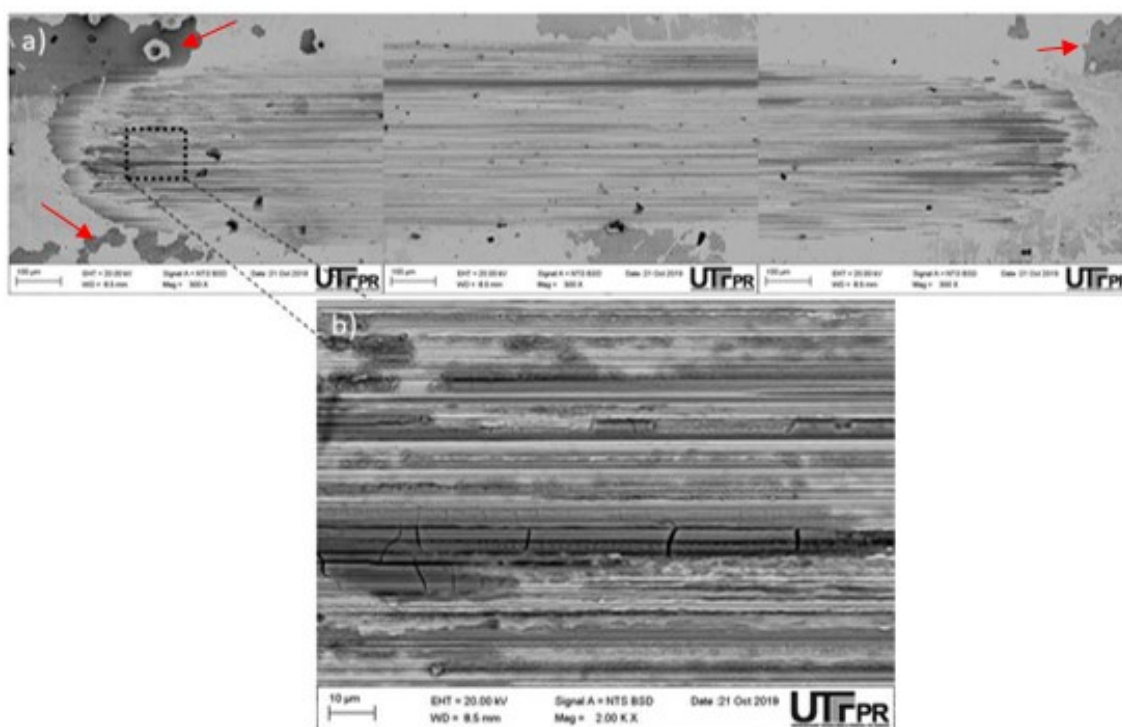 a)
100 µm EHT = 20.00 kV Signal A = NTS BSD Date :21 Oct 2019
WD = 8.5 mm Mag = 300 X UTFPR
100 µm EHT = 20.00 kV Signal A = NTS BSD Date :21 Oct 2019
WD = 8.5 mm Mag = 300 X UTFPR
100 µm EHT = 20.00 kV Signal A = NTS BSD Date :21 Oct 2019
WD = 8.5 mm Mag = 300 X UTFPR
b)
10 µm EHT = 20.00 kV Signal A = NTS BSD Date :21 Oct 2019
WD = 8.5 mm Mag = 2.00 K X UTFPR